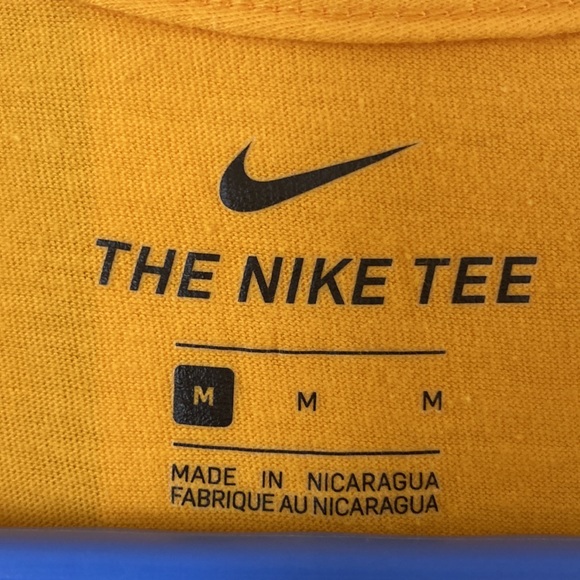 THE NIKE TEE
M M M
MADE IN NICARAGUA
FABRIQUE AU NICARAGUA